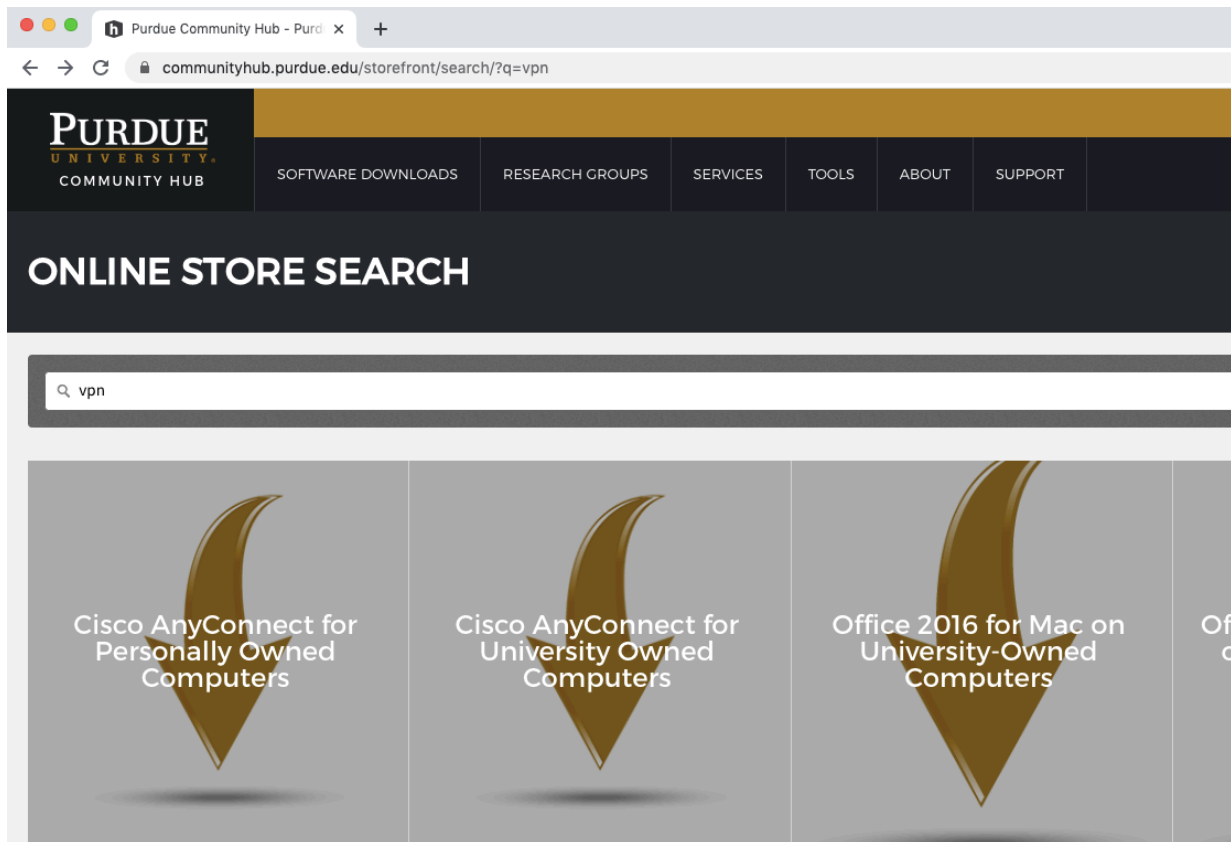 Purdue Community Hub - Purd
communityhub.purdue.edu/storefront/search/?q=vpn
PURDUE
UNIVERSITY®
COMMUNITY HUB
SOFTWARE DOWNLOADS
RESEARCH GROUPS
SERVICES
TOOLS
ABOUT
SUPPORT
ONLINE STORE SEARCH
vpn
Cisco AnyConnect for
Personally Owned
Computers
Cisco AnyConnect for
University Owned
Computers
Office 2016 for Mac on
University-Owned
Computers